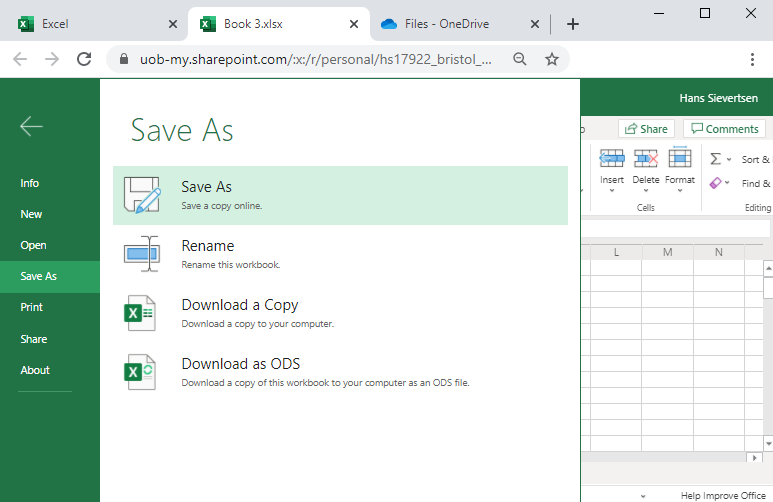 Excel
Book 3.xlsx
Files - OneDrive
uob-my.sharepoint.com/:x:/r/personal/hs17922_bristol_...
Hans Sievertsen
Save As
Share
Comments
Info
New
Open
Save As
Print
Share
About
Save As
Save a copy online.
Rename
Rename this workbook.
Download a Copy
Download a copy to your computer.
Download as ODS
Download a copy of this workbook to your computer as an ODS file.
Insert
Delete
Format
Sort &
Find &
Cells
Editing
L
M
N
Help Improve Office